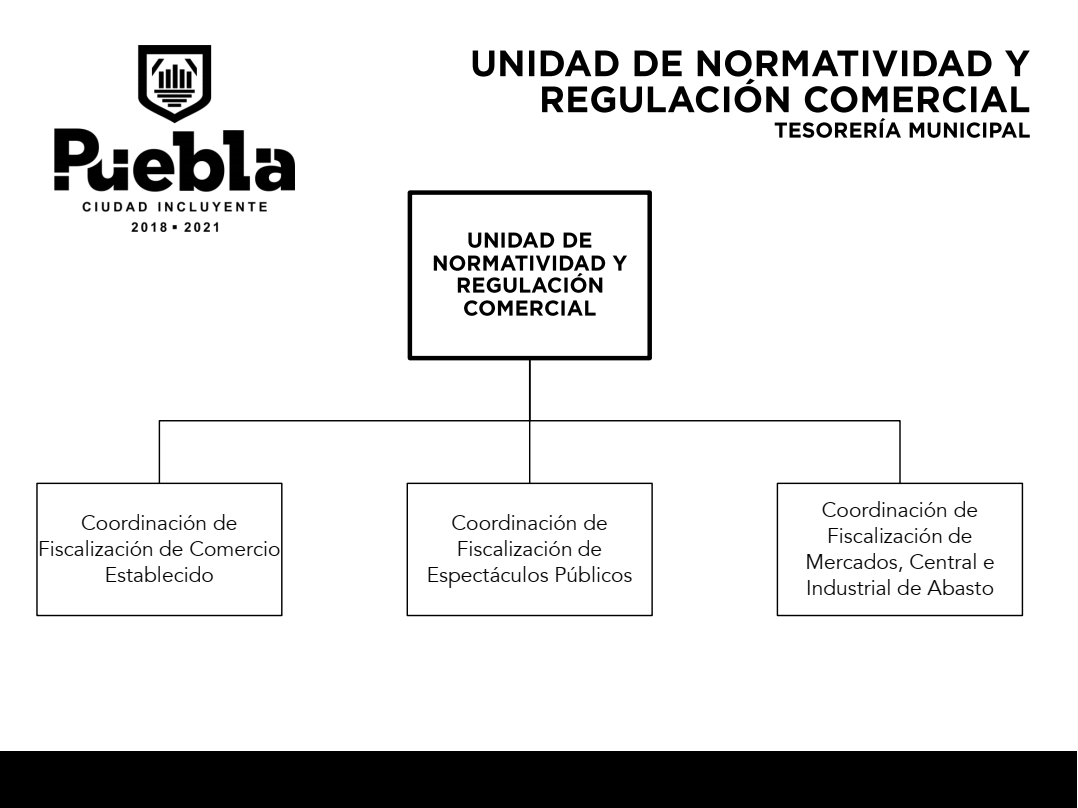 Puebla
CIUDAD INCLUYENTE
2018 ▪ 2021
UNIDAD DE NORMATIVIDAD Y
REGULACIÓN COMERCIAL
TESORERÍA MUNICIPAL
UNIDAD DE
NORMATIVIDAD Y
REGULACIÓN
COMERCIAL
Coordinación de
Fiscalización de Comercio
Establecido
Coordinación de
Fiscalización de
Espectáculos Públicos
Coordinación de
Fiscalización de
Mercados, Central e
Industrial de Abasto